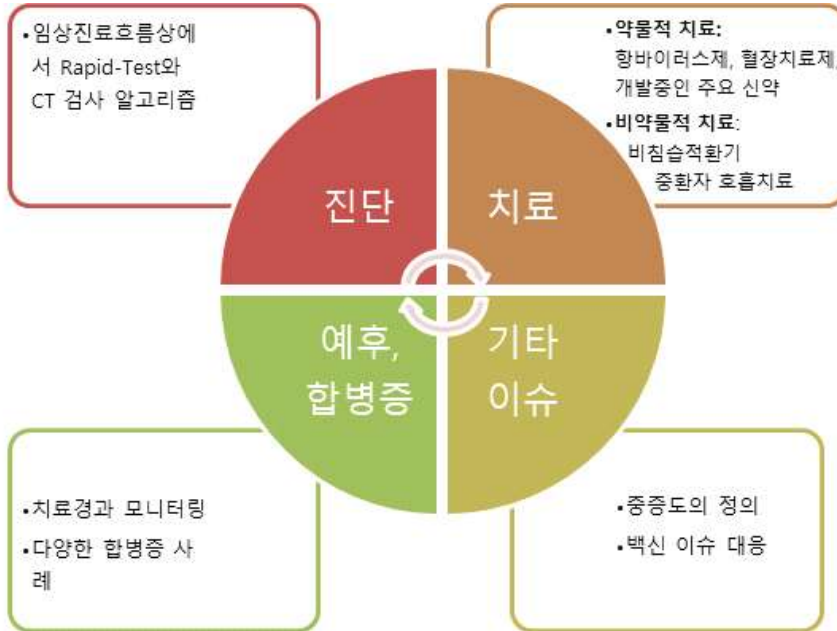 •임상진료흐름상에
서 Rapid-Test와
CT 검사 알고리즘
•약물적 치료:
항바이러스제, 혈장치료제,
개발중인 주요 신약
•비약물적 치료:
비침습적환기
중환자 호흡치료
진단
치료
예후,
합병증
기타
이슈
•치료경과 모니터링
•다양한 합병증 사
례
•중증도의 정의
•백신 이슈 대응